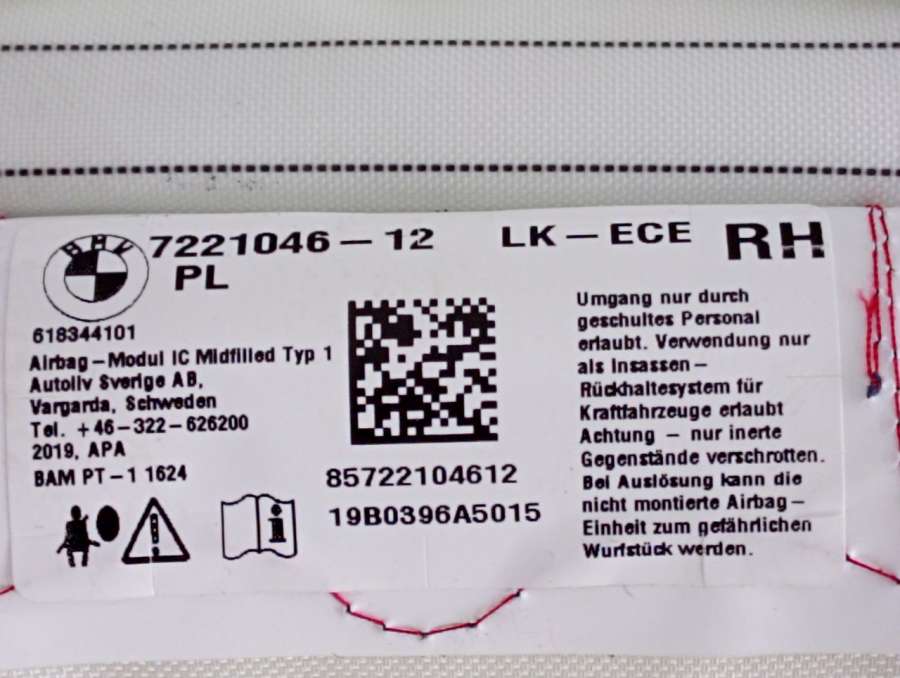 BMW
7221046-12 LK-ECE RH
PL
618344101
Airbag-Modul IC Midfilled Typ 1
Autoliv Sverige AB,
Vargarda, Schweden
Tel. +46-322-626200
2019, APA
BAM PT-1 1624
85722104612
19B0396A5015
Umgang nur durch
geschultes Personal
erlaubt. Verwendung nur
als Insassen-
Rückhaltesystem für
Kraftfahrzeuge erlaubt
Achtung - nur inerte
Gegenstände verschrotten.
Bei Auslösung kann die
nicht montierte Airbag-
Einheit zum gefährlichen
Wurfstück werden.